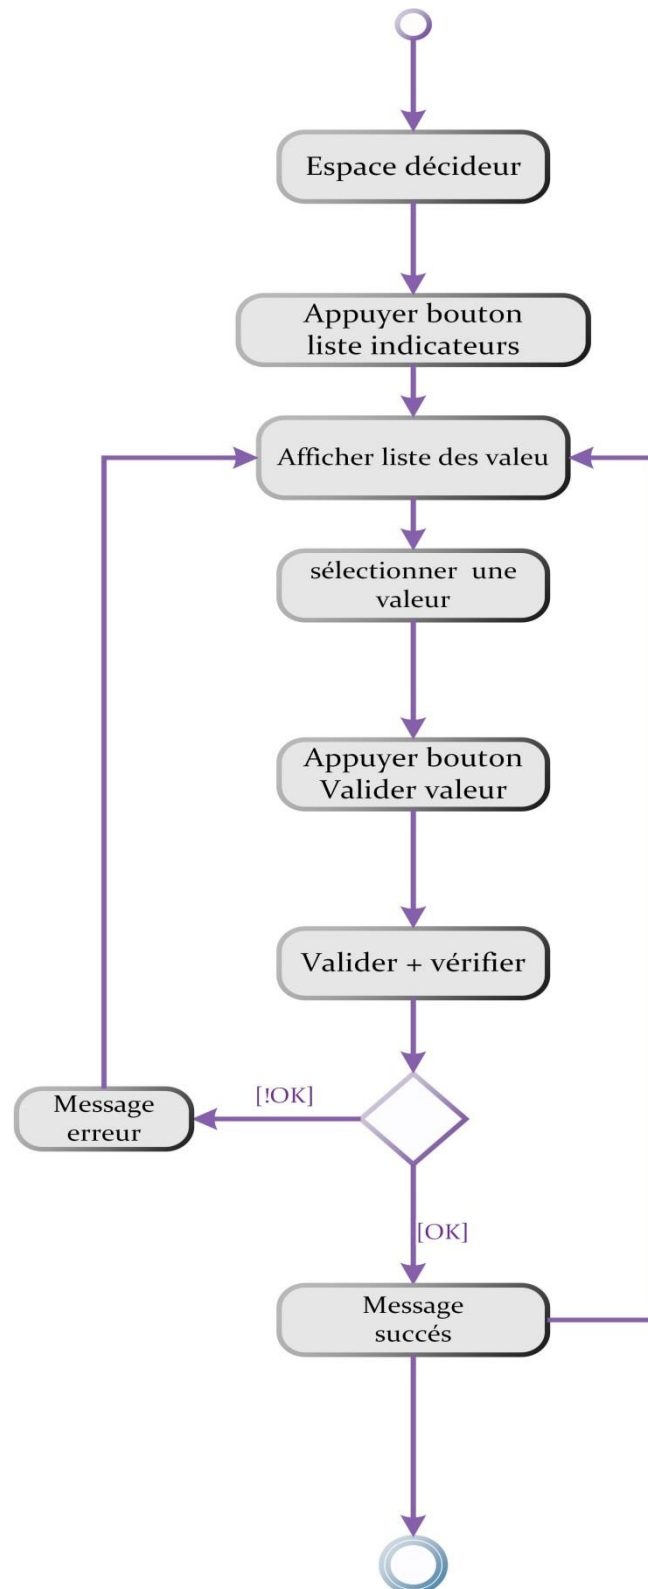 Espace décideur
Appuyer bouton
liste indicateurs
Afficher liste des valeu
sélectionner une
valeur
Appuyer bouton
Valider valeur
Valider + vérifier
[!OK]
Message
erreur
[OK]
Message
succés